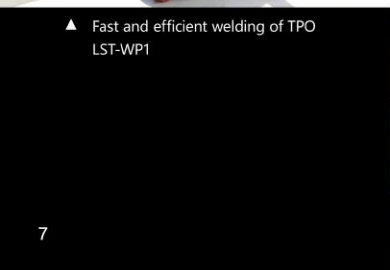 ▲ Fast and efficient welding of TPO
LST-WP1
7